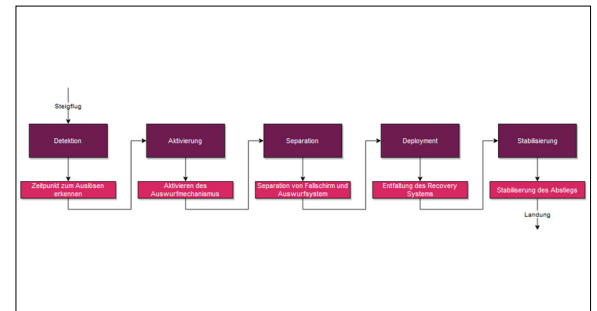 Steigflug
Detektion
Aktivierung
Separation
Deployment
Stabilisierung
Zeitpunkt zum Auslösen
erkennen
Aktivieren des
Auswurfmechanismus
Separation von Fallschirm und
Auswurfsystem
Entfaltung des Recovery
Systems
Stabiliserung des Abstiegs
Landung